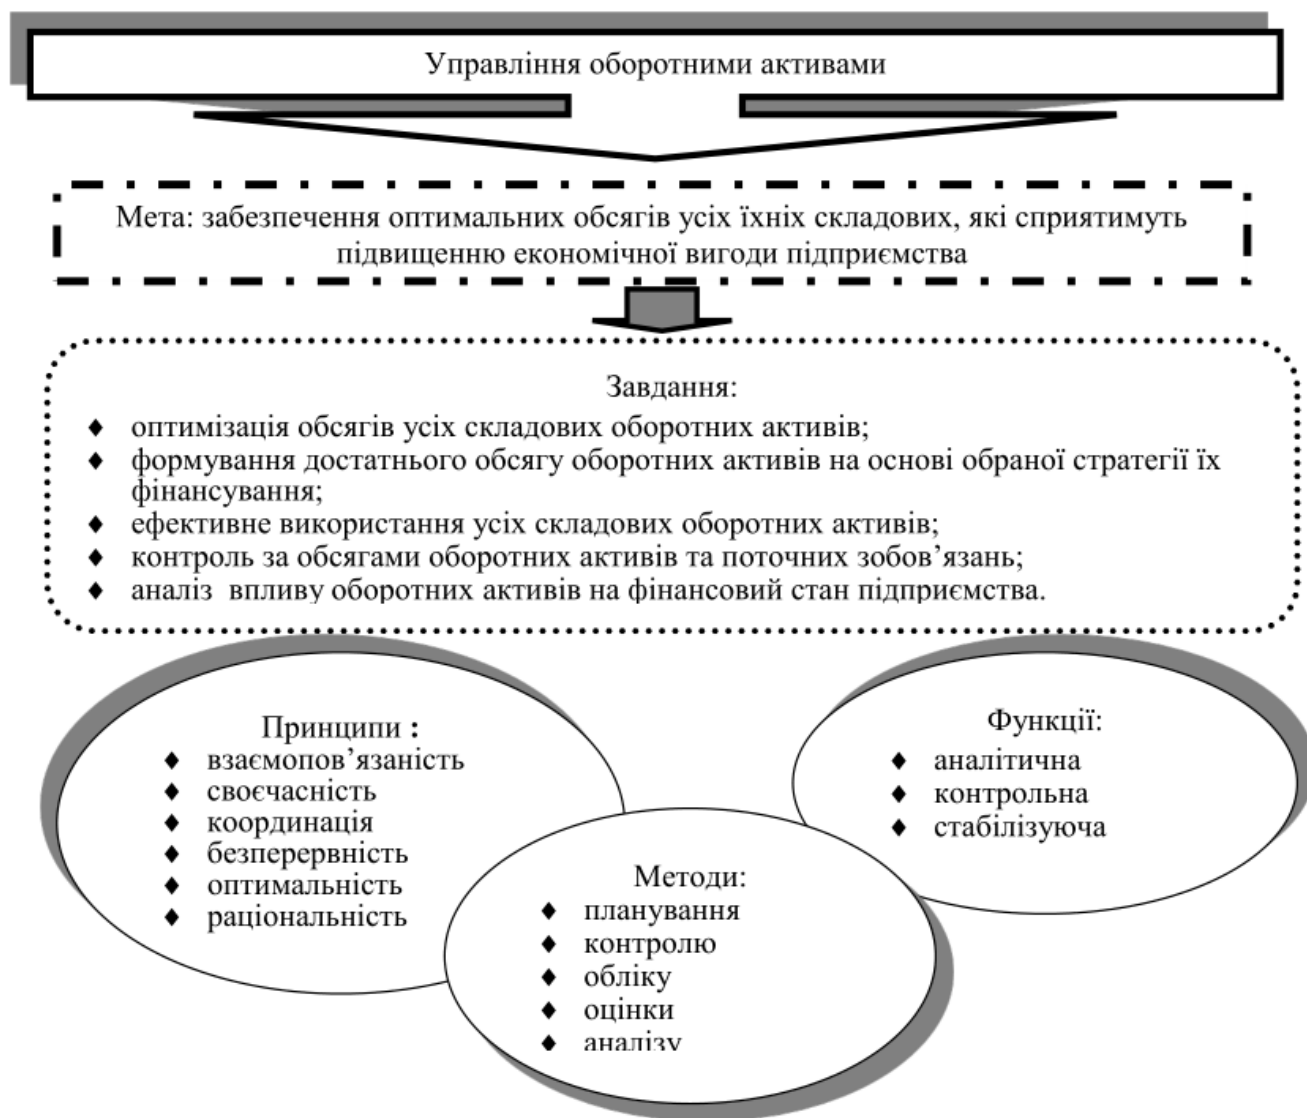 Управління оборотними активами
Мета: забезпечення оптимальних обсягів усіх їхніх складових, які сприятимуть
підвищенню економічної вигоди підприємства
Завдання:
♦ оптимізація обсягів усіх складових оборотних активів;
♦ формування достатнього обсягу оборотних активів на основі обраної стратегії їх
фінансування;
♦ ефективне використання усіх складових оборотних активів;
♦ контроль за обсягами оборотних активів та поточних зобов’язань;
♦ аналіз впливу оборотних активів на фінансовий стан підприємства.
Принципи :
♦ взаємопов’язаність
♦ своєчасність
♦ координація
♦ безперервність
♦ оптимальність
♦ раціональність
Методи:
♦ планування
♦ контролю
♦ обліку
♦ оцінки
♦ аналізу
Функції:
♦ аналітична
♦ контрольна
♦ стабілізуюча